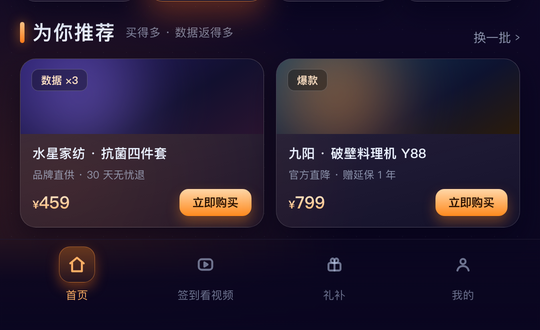 为你推荐 买得多 · 数据返得多 换一批 >
数据 ×3
水星家纺 · 抗菌四件套
品牌直供 · 30 天无忧退
¥459 立即购买
爆款
九阳 · 破壁料理机 Y88
官方直降 · 赠延保 1 年
¥799 立即购买
首页 签到看视频 礼补 我的